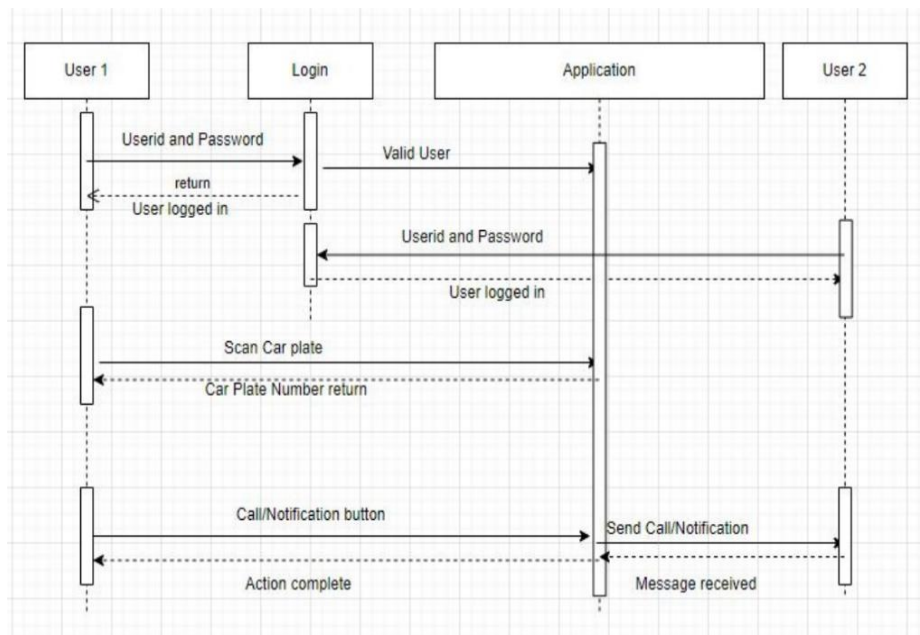 User 1
Login
Application
User 2
Userid and Password
Valid User
return
User logged in
Userid and Password
User logged in
Scan Car plate
Car Plate Number return
Call/Notification button
Send Call/Notification
Action complete
Message received